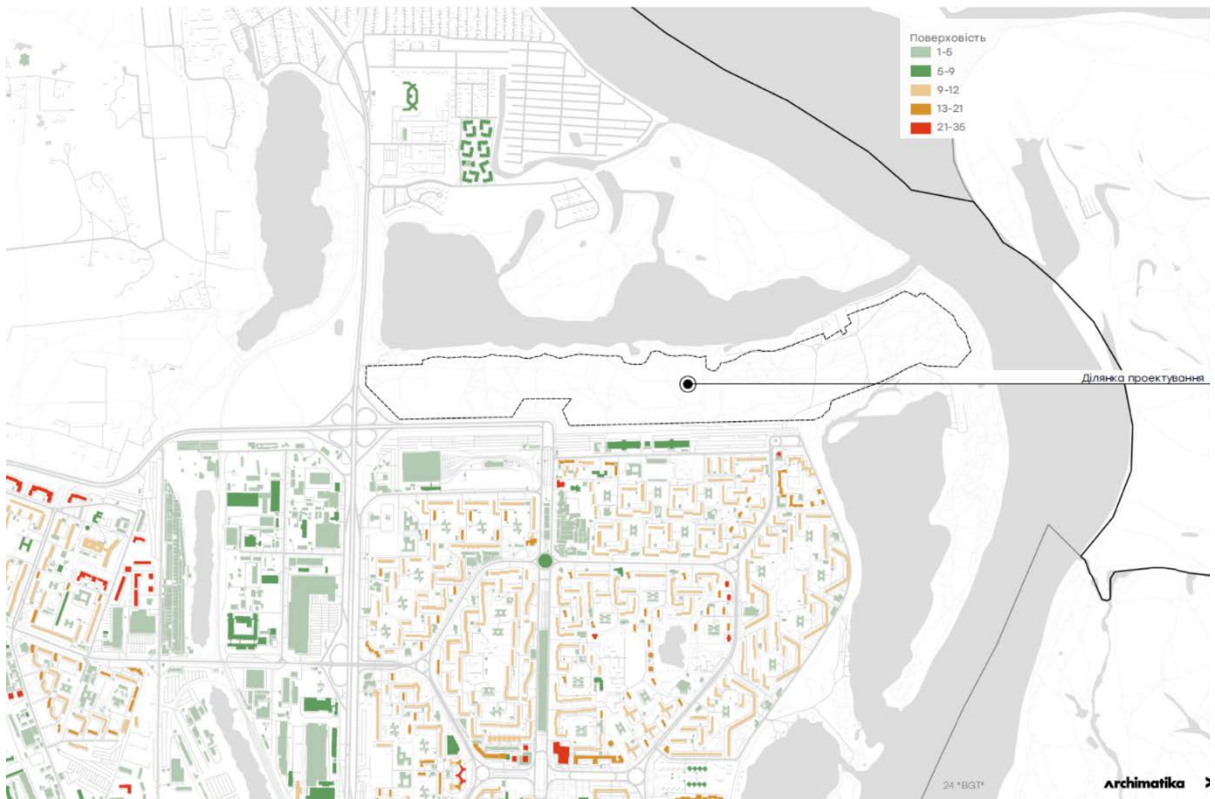 Поверховість
1-5
5-9
9-12
13-21
21-35
Ділянка проектування
24 *BGT*
Archimatika